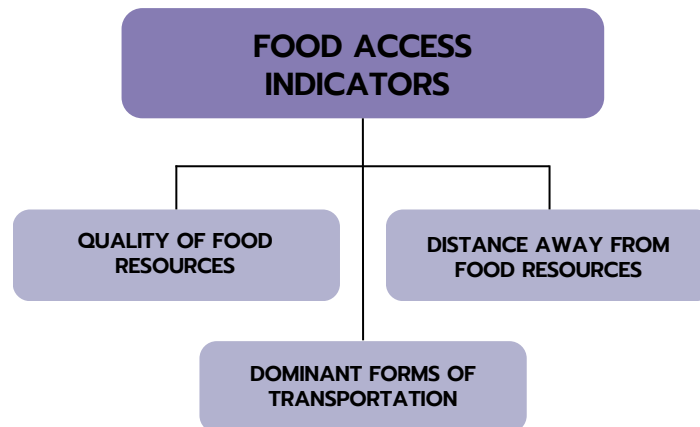 FOOD ACCESS
INDICATORS
QUALITY OF FOOD
RESOURCES
DISTANCE AWAY FROM
FOOD RESOURCES
DOMINANT FORMS OF
TRANSPORTATION